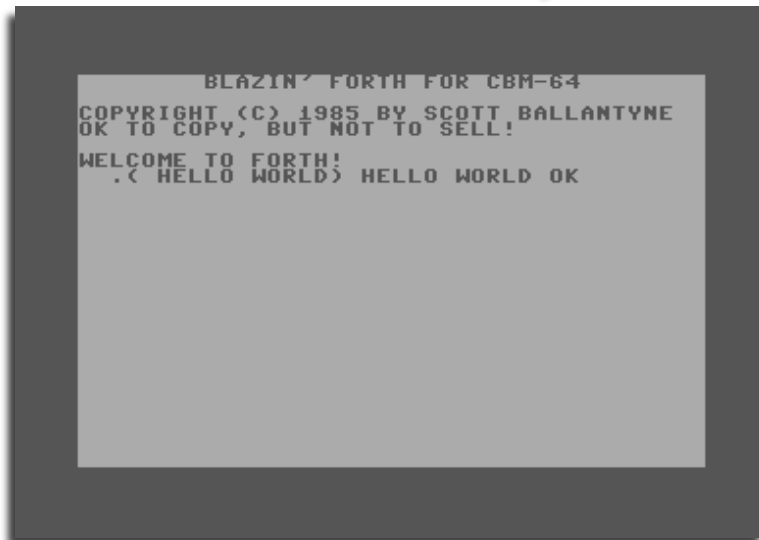 BLAZIN' FORTH FOR CBM-64
COPYRIGHT (C) 1985 BY SCOTT BALLANTYNE
OK TO COPY, BUT NOT TO SELL!
WELCOME TO FORTH!
.( HELLO WORLD) HELLO WORLD OK